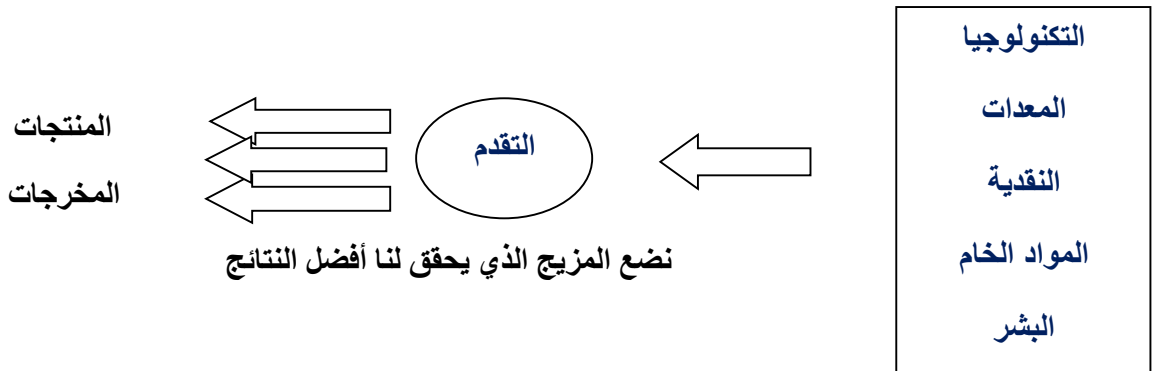 التكنولوجيا
المعدات
النقدية
المواد الخام
البشر
التقدم
نضع المزيج الذي يحقق لنا أفضل النتائج
المنتجات
المخرجات